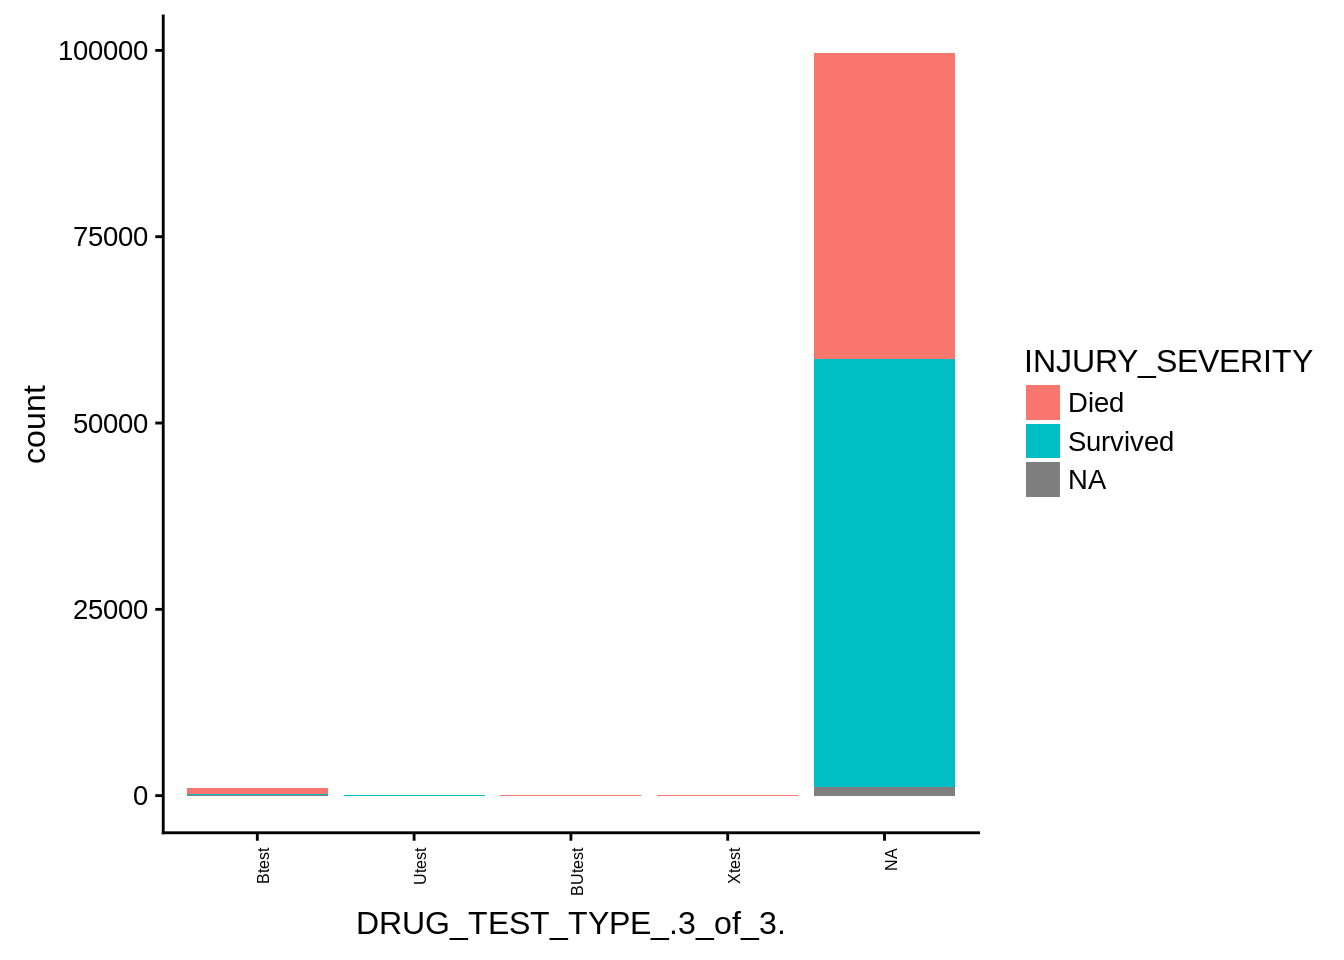 100000
75000
50000
25000
0
count
Btest
Utest
BUtest
Xtest
NA
DRUG_TEST_TYPE_.3_of_3.
INJURY_SEVERITY
Died
Survived
NA